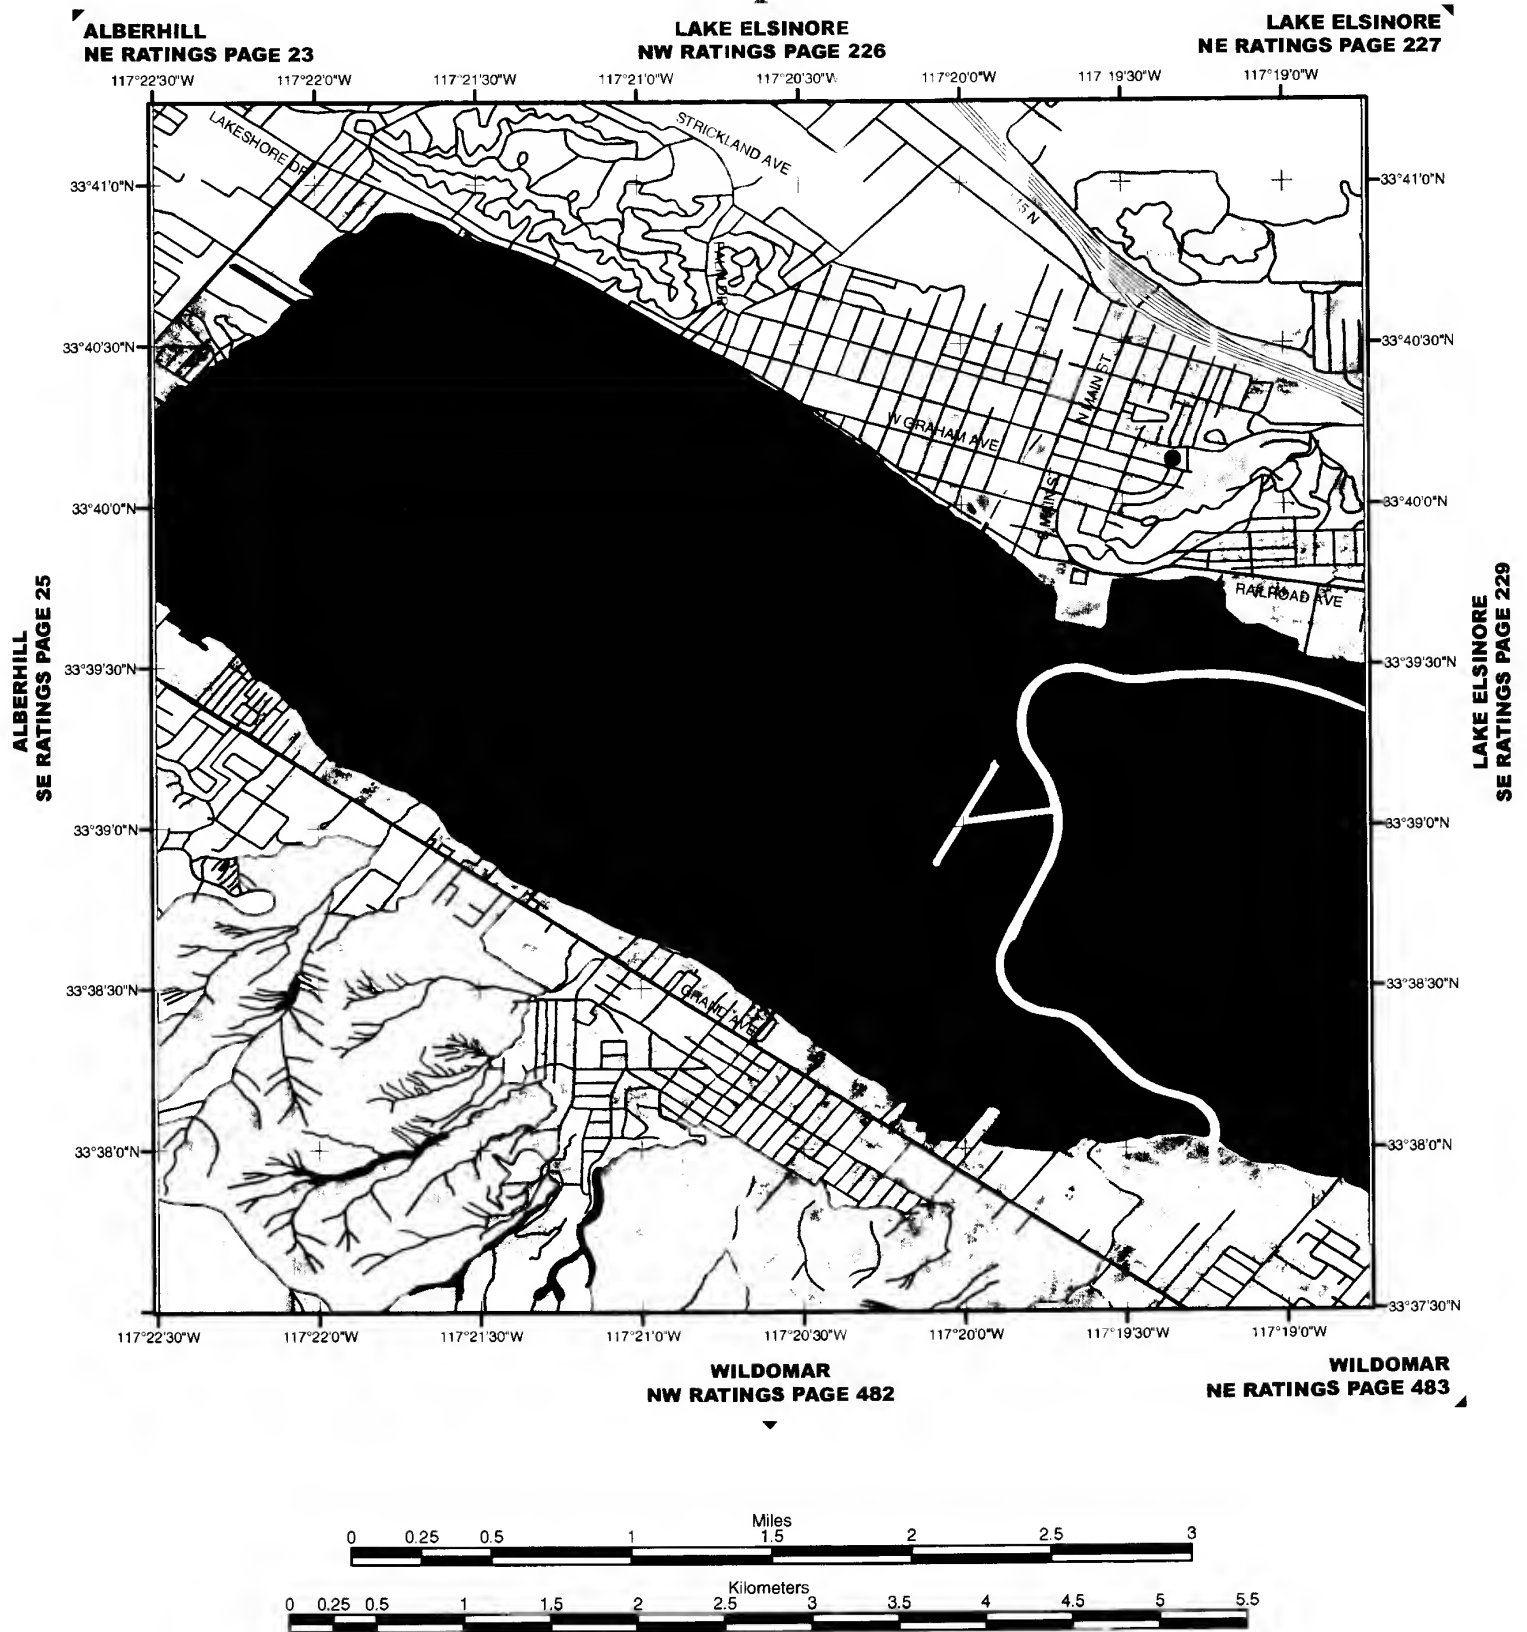 ALBERHILL
NE RATINGS PAGE 23
LAKE ELSINORE
NW RATINGS PAGE 226
LAKE ELSINORE
NE RATINGS PAGE 227
117°22'30"W 117°22'0"W 117°21'30"W 117°21'0"W 117°20'30"W 117°20'0"W 117°19'30"W 117°19'0"W
LAKESHORE DR
STRICKLAND AVE
33°41'0"N
33°41'0"N
15 N
33°40'30"N
33°40'30"N
N MAIN ST
W GRAHAM AVE
33°40'0"N
33°40'0"N
S MAIN ST
RAILROAD AVE
ALBERHILL
SE RATINGS PAGE 25
LAKE ELSINORE
SE RATINGS PAGE 229
33°39'30"N
33°39'30"N
33°39'0"N
33°39'0"N
33°38'30"N
33°38'30"N
GRAND AVE
33°38'0"N
33°38'0"N
33°37'30"N
117°22'30"W 117°22'0"W 117°21'30"W 117°21'0"W 117°20'30"W 117°20'0"W 117°19'30"W 117°19'0"W
WILDOMAR
NW RATINGS PAGE 482
WILDOMAR
NE RATINGS PAGE 483
Miles
0 0.25 0.5 1 1.5 2 2.5 3
Kilometers
0 0.25 0.5 1 1.5 2 2.5 3 3.5 4 4.5 5 5.5